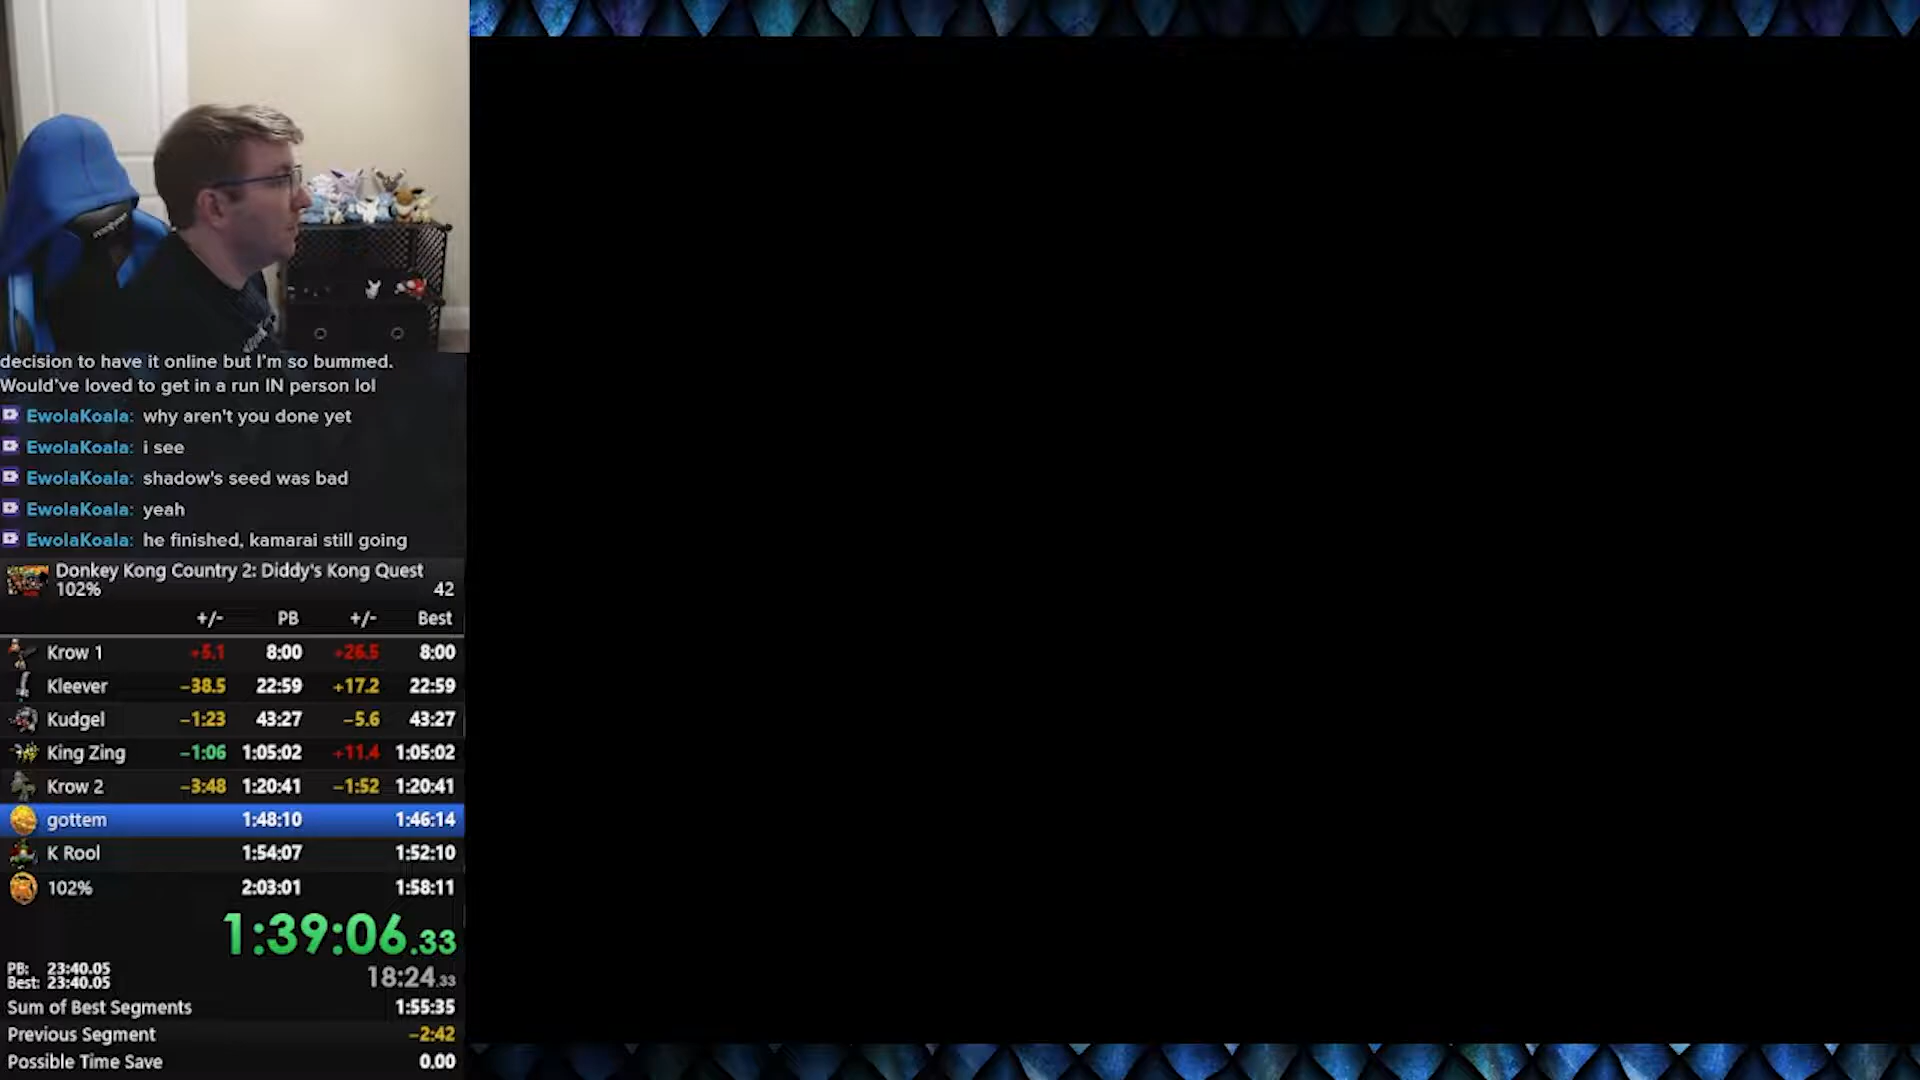 decision to have it online but I'm so bummed.
Would've loved to get in a run IN person lol
EwolaKoala: why aren't you done yet
EwolaKoala: i see
EwolaKoala: shadow's seed was bad
EwolaKoala: yeah
EwolaKoala: he finished, kamarai still going
Donkey Kong Country 2: Diddy's Kong Quest
102% 42
+/- PB +/- Best
Krow 1 +5.1 8:00 +26.5 8:00
Kleever −38.5 22:59 +17.2 22:59
Kudgel −1:23 43:27 −5.6 43:27
King Zing −1:06 1:05:02 +11.4 1:05:02
Krow 2 −3:48 1:20:41 −1:52 1:20:41
gottem 1:48:10 1:46:14
K Rool 1:54:07 1:52:10
102% 2:03:01 1:58:11
1:39:06.33
PB: 23:40.05
Best: 23:40.05
18:24.33
Sum of Best Segments 1:55:35
Previous Segment −2:42
Possible Time Save 0.00